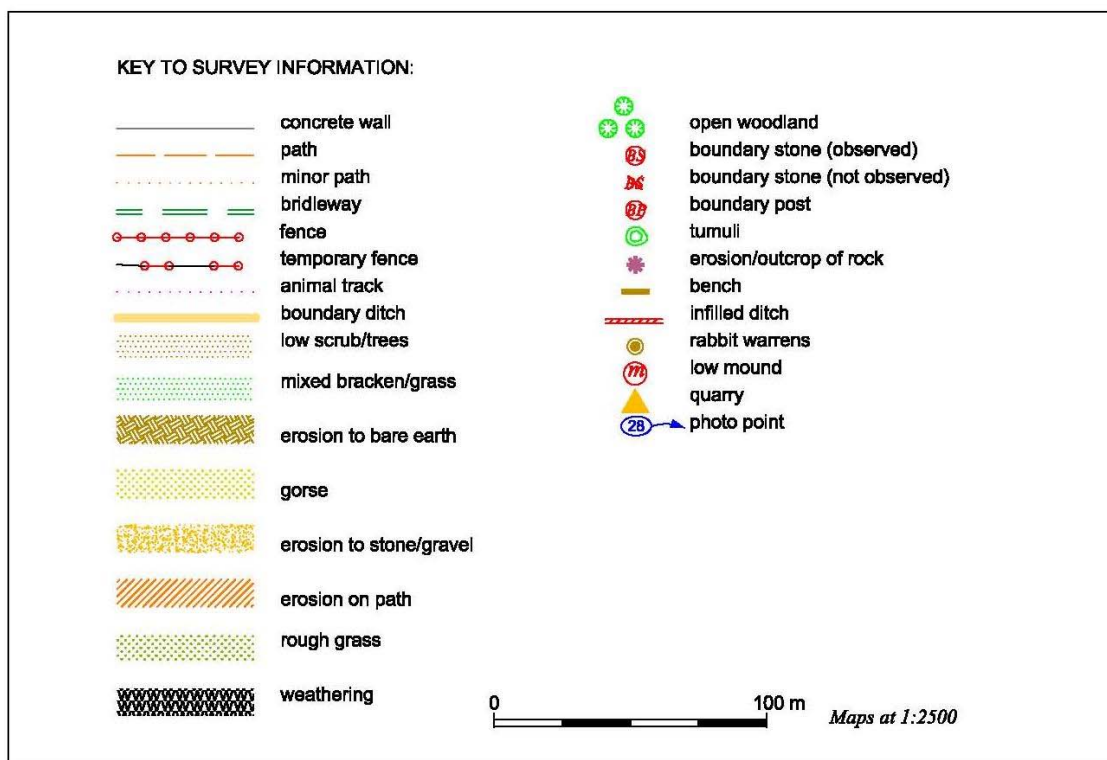 KEY TO SURVEY INFORMATION:
concrete wall
path
minor path
bridleway
fence
temporary fence
animal track
boundary ditch
low scrub/trees
mixed bracken/grass
erosion to bare earth
gorse
erosion to stone/gravel
erosion on path
rough grass
weathering
open woodland
BS boundary stone (observed)
BS boundary stone (not observed)
BP boundary post
tumuli
erosion/outcrop of rock
bench
infilled ditch
rabbit warrens
m low mound
quarry
28 photo point
0 100 m
Maps at 1:2500